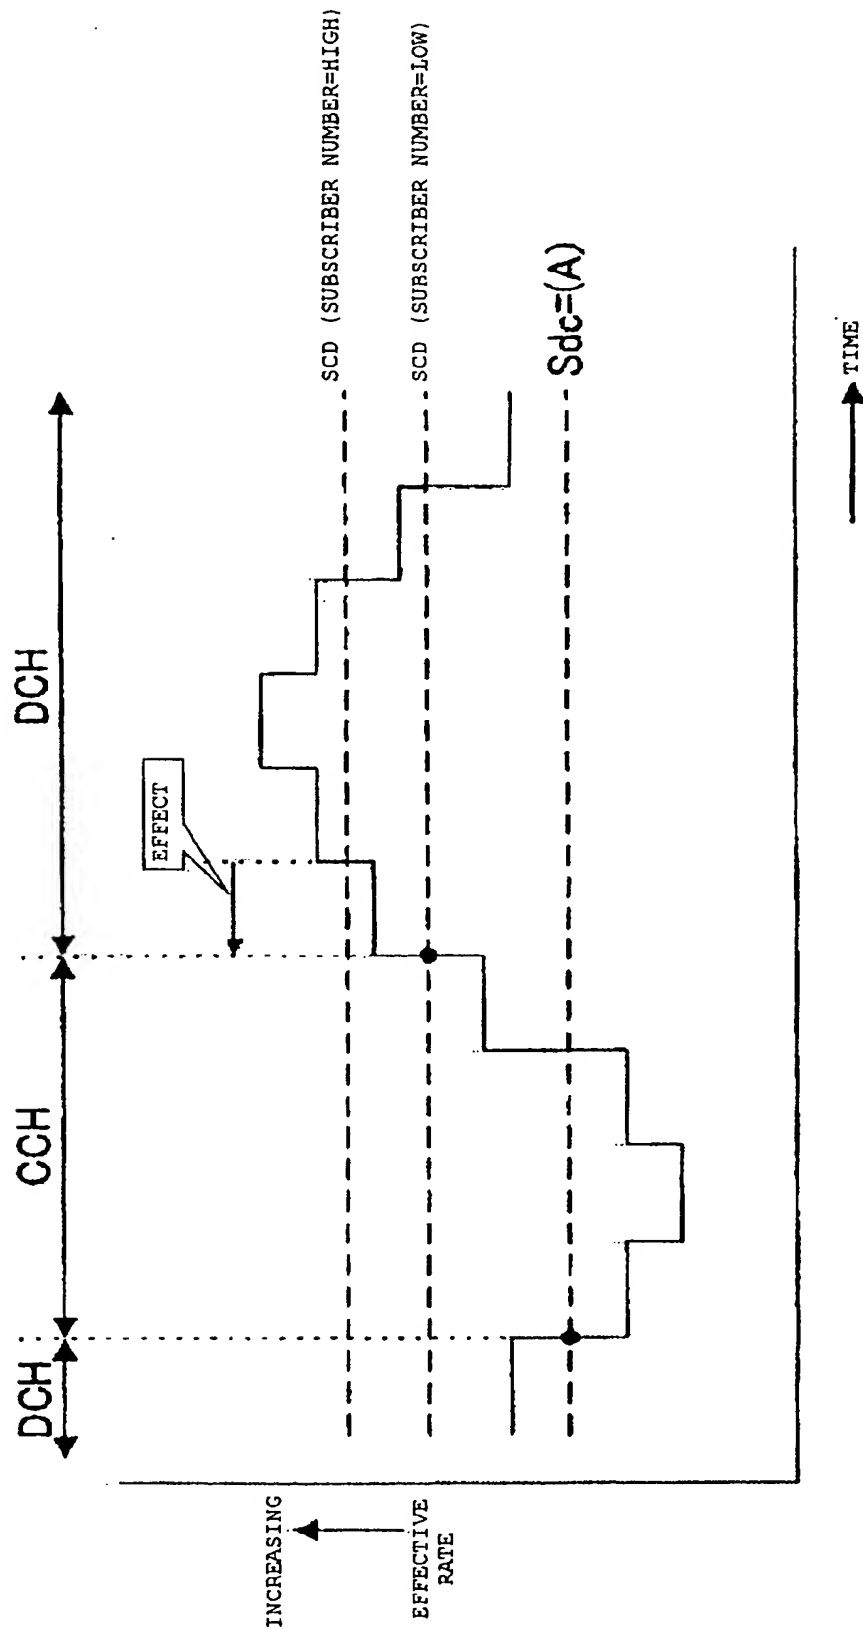 DCH
CCH
DCH
EFFECT
SCD (SUBSCRIBER NUMBER=HIGH)
SCD (SUBSCRIBER NUMBER=LOW)
Sdc=(A)
INCREASING
EFFECTIVE
RATE
TIME